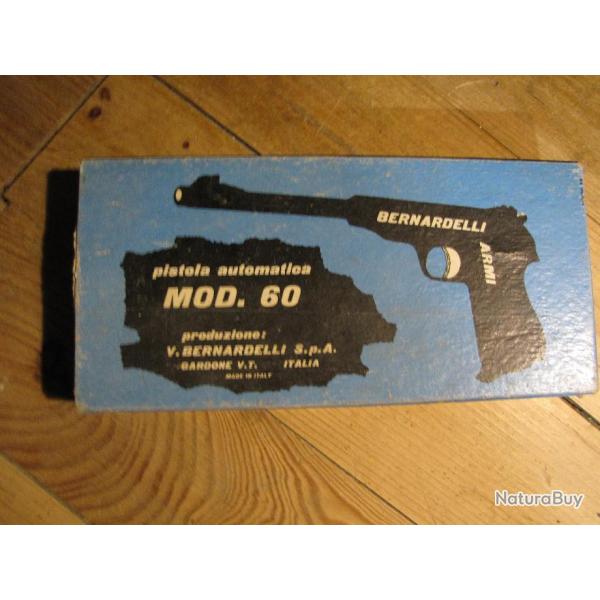 BERNARDELLI
ARMI
pistola automatica
MOD. 60
produzione:
V. BERNARDELLI S.p.A.
GARDONE V.T. ITALIA
MADE IN ITALY
NaturaBuy